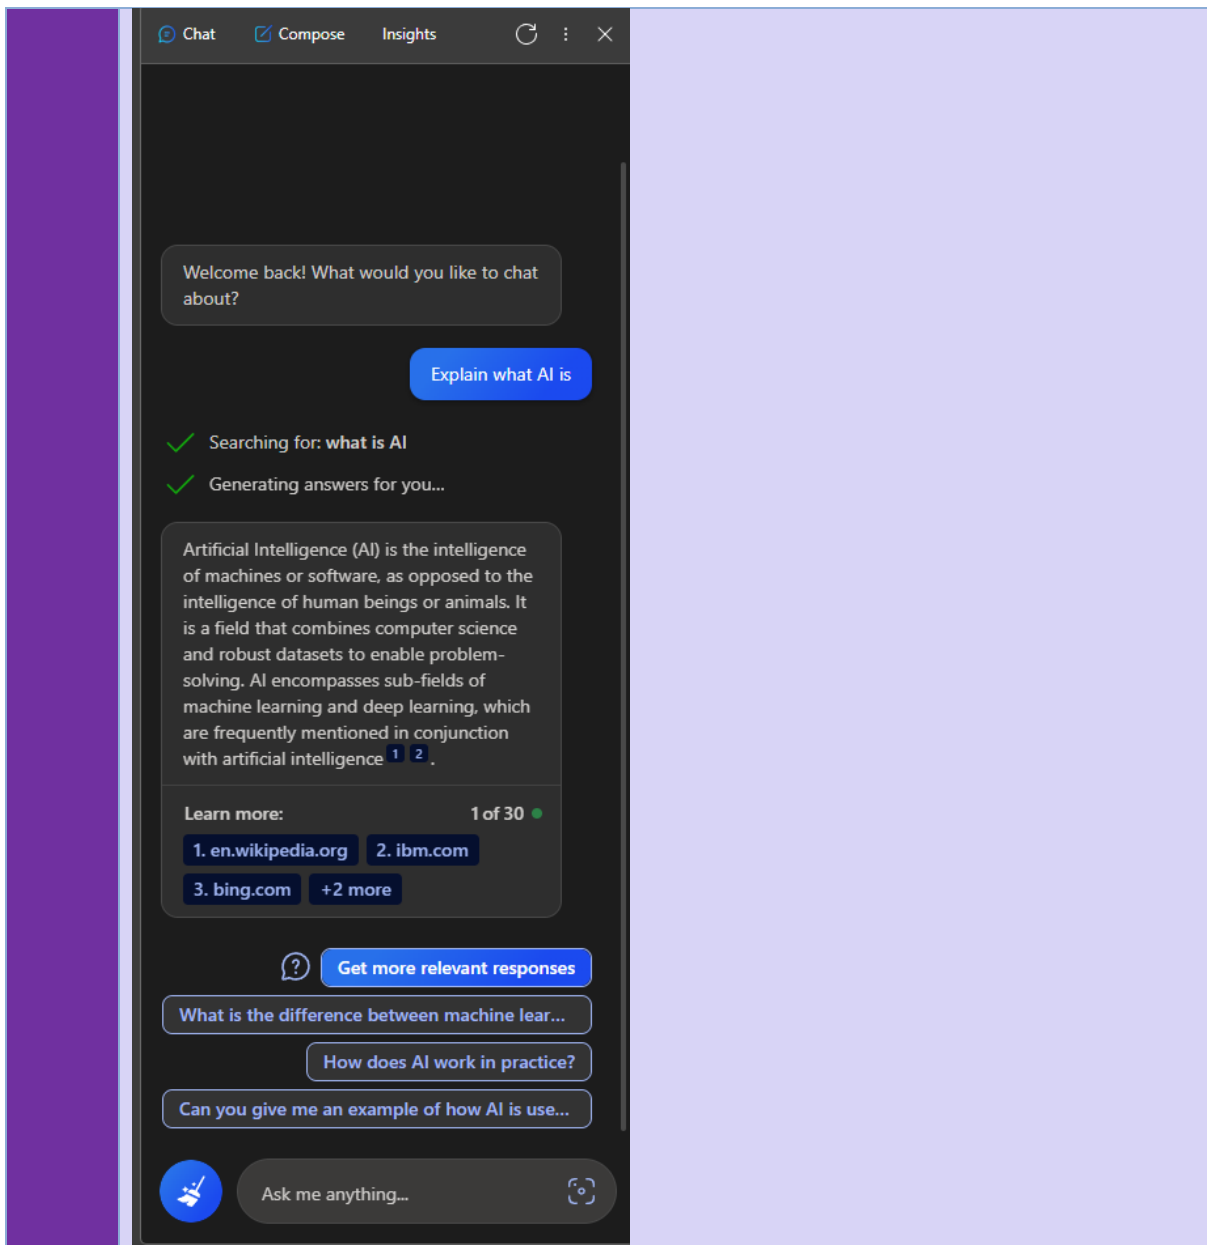 Chat Compose Insights
Welcome back! What would you like to chat
about?
Explain what AI is
Searching for: what is AI
Generating answers for you...
Artificial Intelligence (AI) is the intelligence
of machines or software, as opposed to the
intelligence of human beings or animals. It
is a field that combines computer science
and robust datasets to enable problem-
solving. AI encompasses sub-fields of
machine learning and deep learning, which
are frequently mentioned in conjunction
with artificial intelligence 1 2 .
Learn more: 1 of 30
1. en.wikipedia.org 2. ibm.com
3. bing.com +2 more
Get more relevant responses
What is the difference between machine lear...
How does AI work in practice?
Can you give me an example of how AI is use...
Ask me anything...